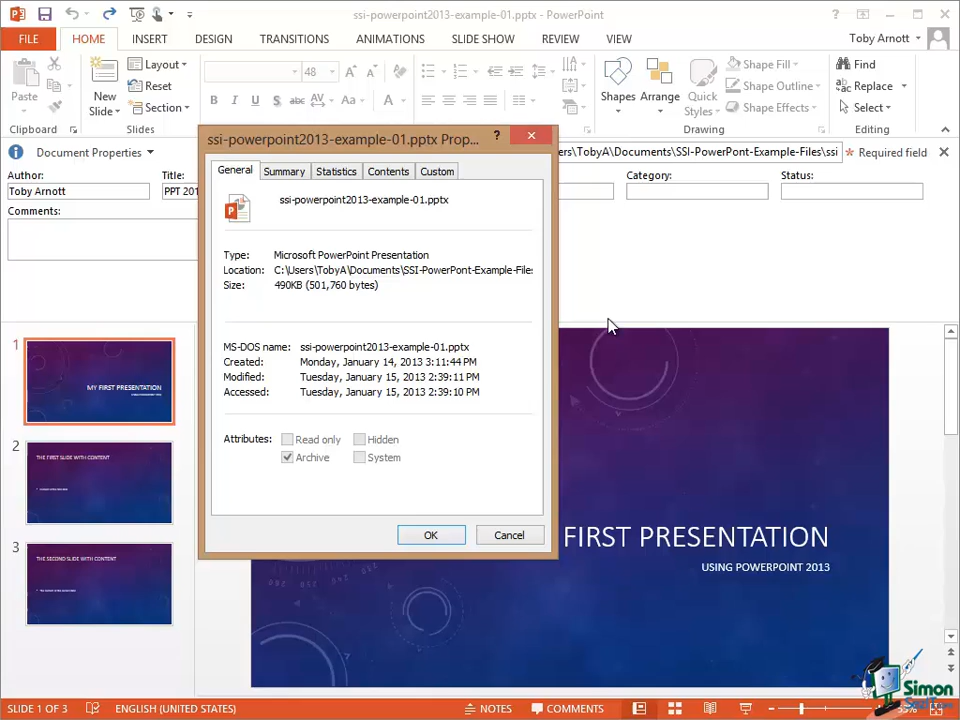 ssi-powerpoint2013-example-01.pptx - PowerPoint
FILE HOME INSERT DESIGN TRANSITIONS ANIMATIONS SLIDE SHOW REVIEW VIEW Toby Arnott
Paste
New
Slide
Layout
Reset
Section
48
B I U S abc AV Aa A
Shapes Arrange Quick
Styles
Shape Fill
Shape Outline
Shape Effects
Find
Replace
Select
Clipboard Slides Drawing Editing
Document Properties
ers\TobyA\Documents\SSI-PowerPont-Example-Files\ssi * Required field
Author: Title: Category: Status:
Toby Arnott PPT 201
Comments:
ssi-powerpoint2013-example-01.pptx Prop... ?
General Summary Statistics Contents Custom
ssi-powerpoint2013-example-01.pptx
Type: Microsoft PowerPoint Presentation
Location: C:\Users\TobyA\Documents\SSI-PowerPont-Example-Files
Size: 490KB (501,760 bytes)
MS-DOS name: ssi-powerpoint2013-example-01.pptx
Created: Monday, January 14, 2013 3:11:44 PM
Modified: Tuesday, January 15, 2013 2:39:11 PM
Accessed: Tuesday, January 15, 2013 2:39:10 PM
Attributes: Read only Hidden
Archive System
OK Cancel
1
MY FIRST PRESENTATION
2
THE FIRST SLIDE WITH CONTENT
3
THE SECOND SLIDE WITH CONTENT
FIRST PRESENTATION
USING POWERPOINT 2013
Simon
SLIDE 1 OF 3 ENGLISH (UNITED STATES) NOTES COMMENTS